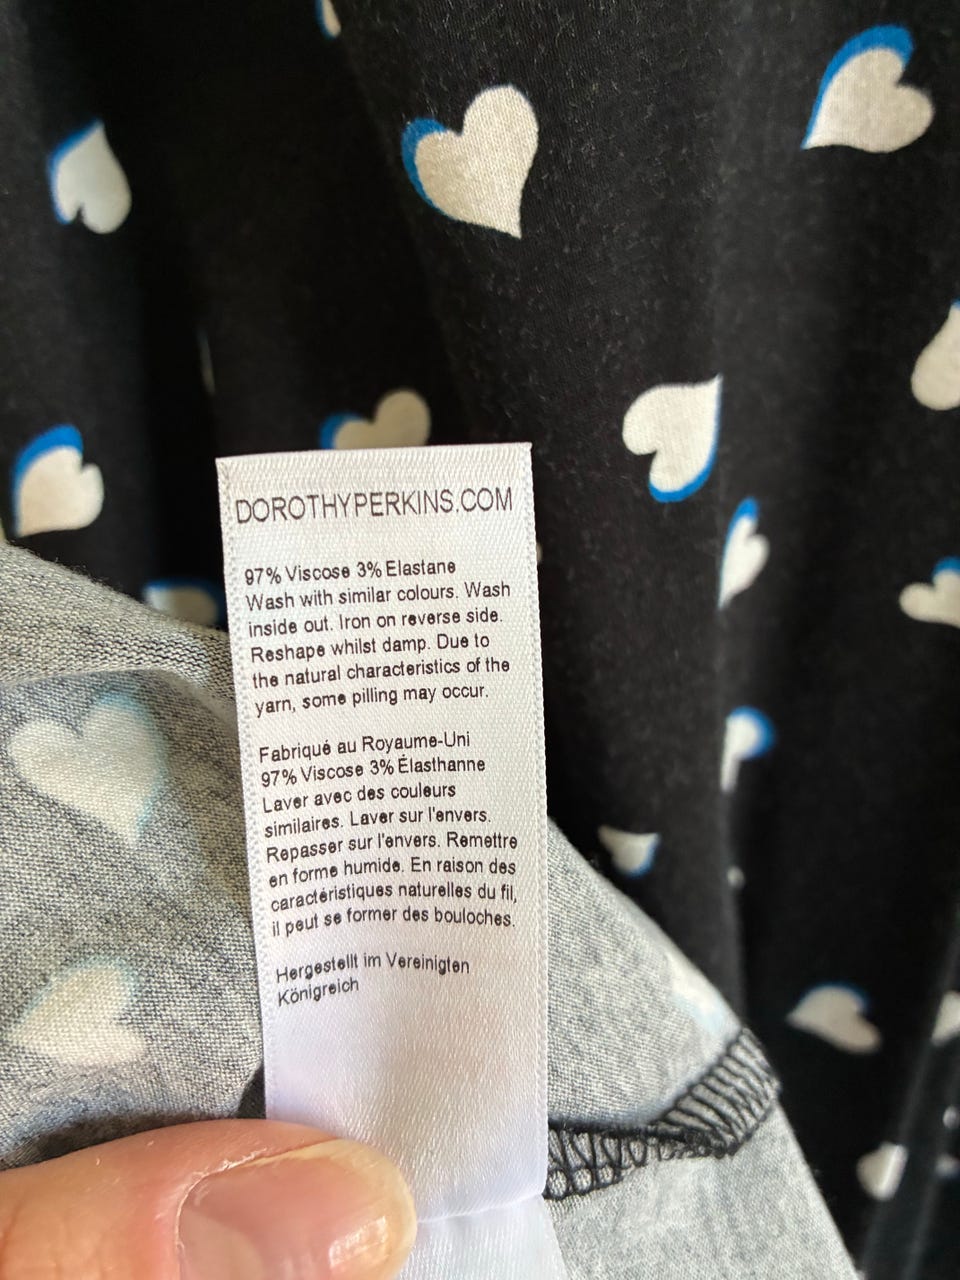 DOROTHYPERKINS.COM
97% Viscose 3% Elastane
Wash with similar colours. Wash
inside out. Iron on reverse side.
Reshape whilst damp. Due to
the natural characteristics of the
yarn, some pilling may occur.
Fabriqué au Royaume-Uni
97% Viscose 3% Élasthanne
Laver avec des couleurs
similaires. Laver sur l'envers.
Repasser sur l'envers. Remettre
en forme humide. En raison des
caractéristiques naturelles du fil,
il peut se former des bouloches.
Hergestellt im Vereinigten
Königreich